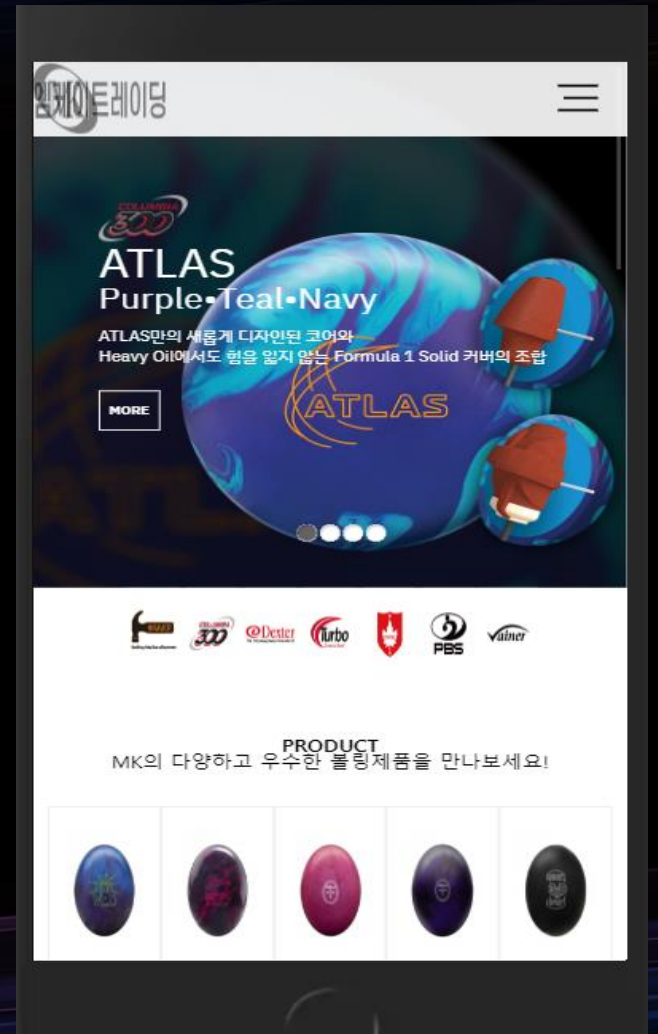 엠케이트레이딩
COLUMBIA
300
ATLAS
Purple•Teal•Navy
ATLAS만의 새롭게 디자인된 코어와
Heavy Oil에서도 힘을 잃지 않는 Formula 1 Solid 커버의 조합
MORE
ATLAS
300 Dexter Turbo PBS Vainer
PRODUCT
MK의 다양하고 우수한 볼링제품을 만나보세요!